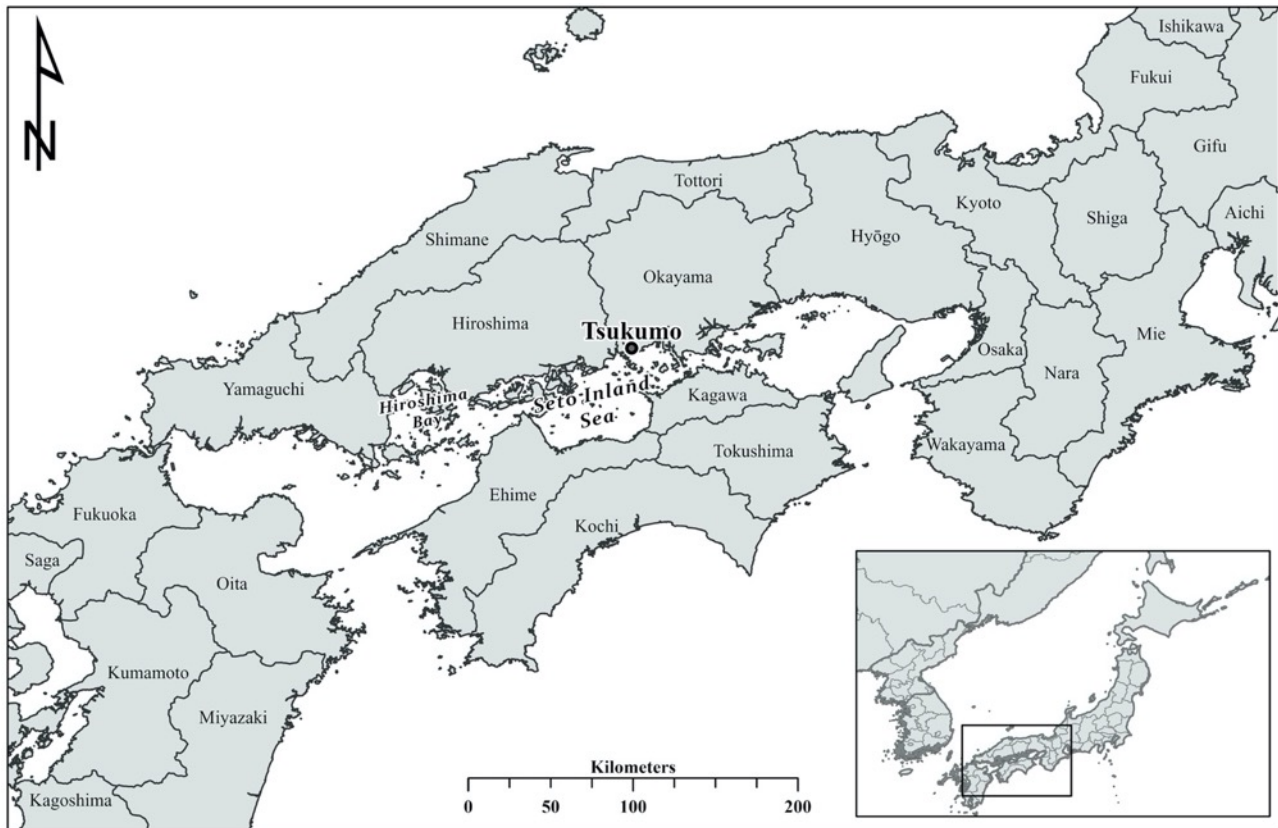 Ishikawa
Fukui
Gifu
Tottori
Kyoto
Shiga
Aichi
Shimane
Hyōgo
Okayama
Hiroshima
Tsukumo
Mie
Osaka
Nara
Yamaguchi
Hiroshima
Bay
Seto Inland
Sea
Kagawa
Wakayama
Tokushima
Ehime
Fukuoka
Kochi
Saga
Oita
Kumamoto
Miyazaki
Kagoshima
Kilometers
0 50 100 200
N